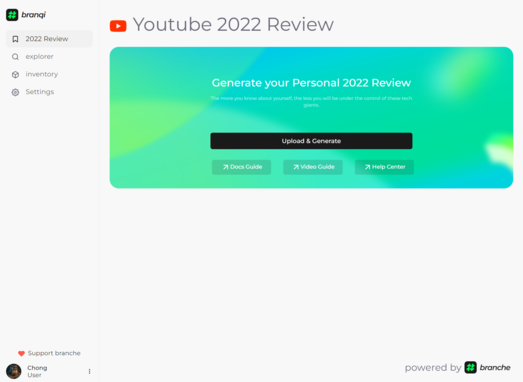 branqi
2022 Review
explorer
inventory
Settings
Youtube 2022 Review
Generate your Personal 2022 Review
The more you know about yourself, the less you will be under the control of these tech
giants.
Upload & Generate
Docs Guide
Video Guide
Help Center
Support branche
Chong
User
powered by branche